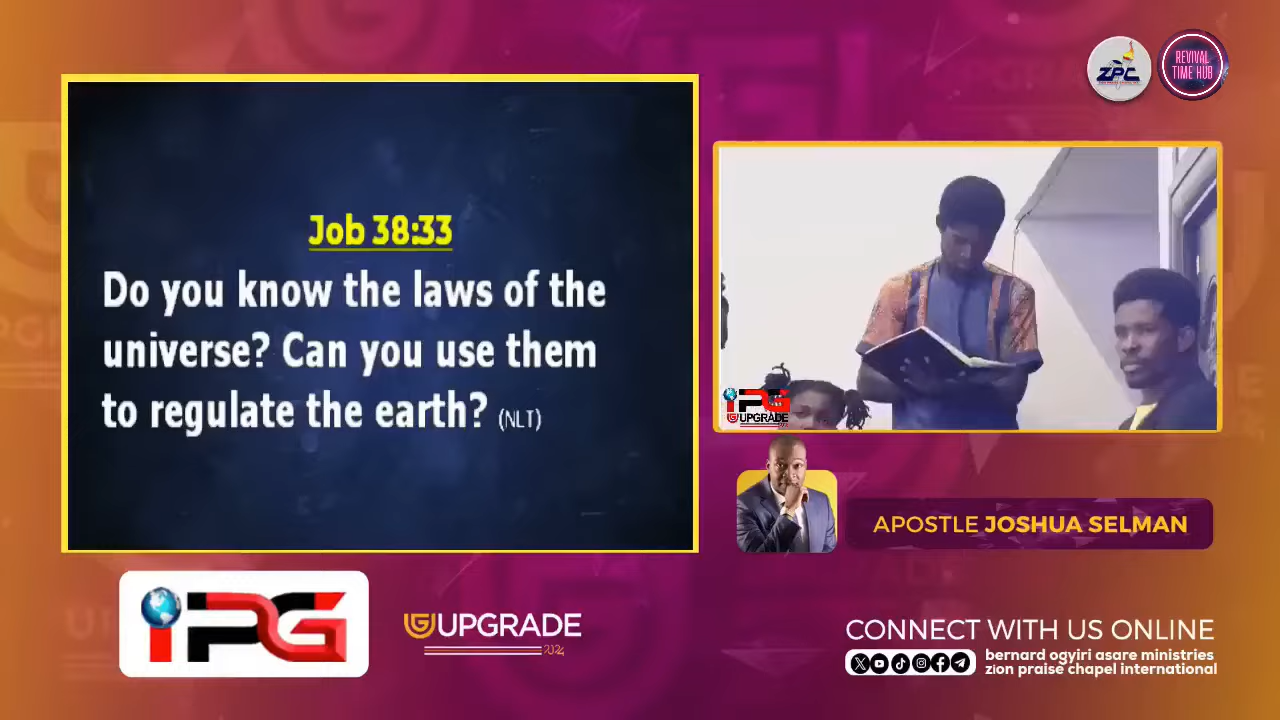 ZPC
REVIVAL
TIME HUB
Job 38:33
Do you know the laws of the
universe? Can you use them
to regulate the earth? (NLT)
iPG
UPGRADE
APOSTLE JOSHUA SELMAN
iPG
UPGRADE
2024
CONNECT WITH US ONLINE
bernard ogyiri asare ministries
zion praise chapel international